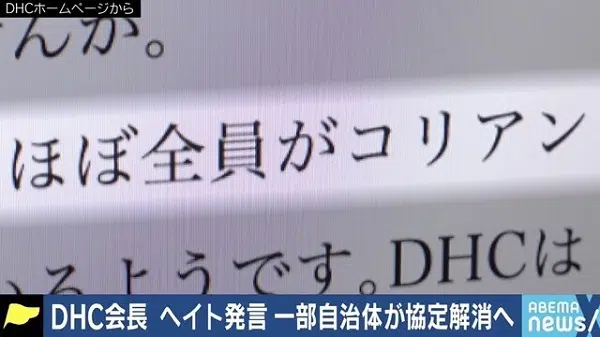 DHCホームページから
んか。
ほぼ全員がコリアン
いるようです。DHCは
DHC会長 ヘイト発言 一部自治体が協定解消へ
ABEMA
news/